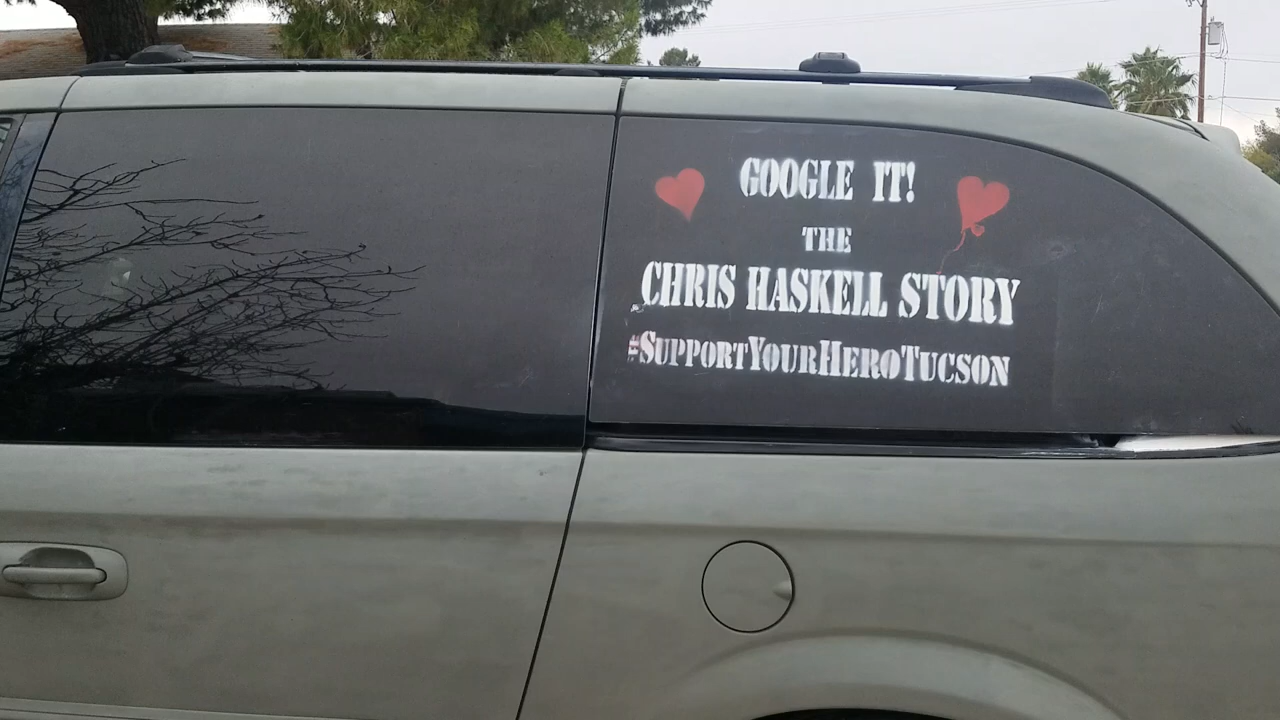 GOOGLE IT!
THE
CHRIS HASKELL STORY
#SUPPORTYOURHEROTUCSON